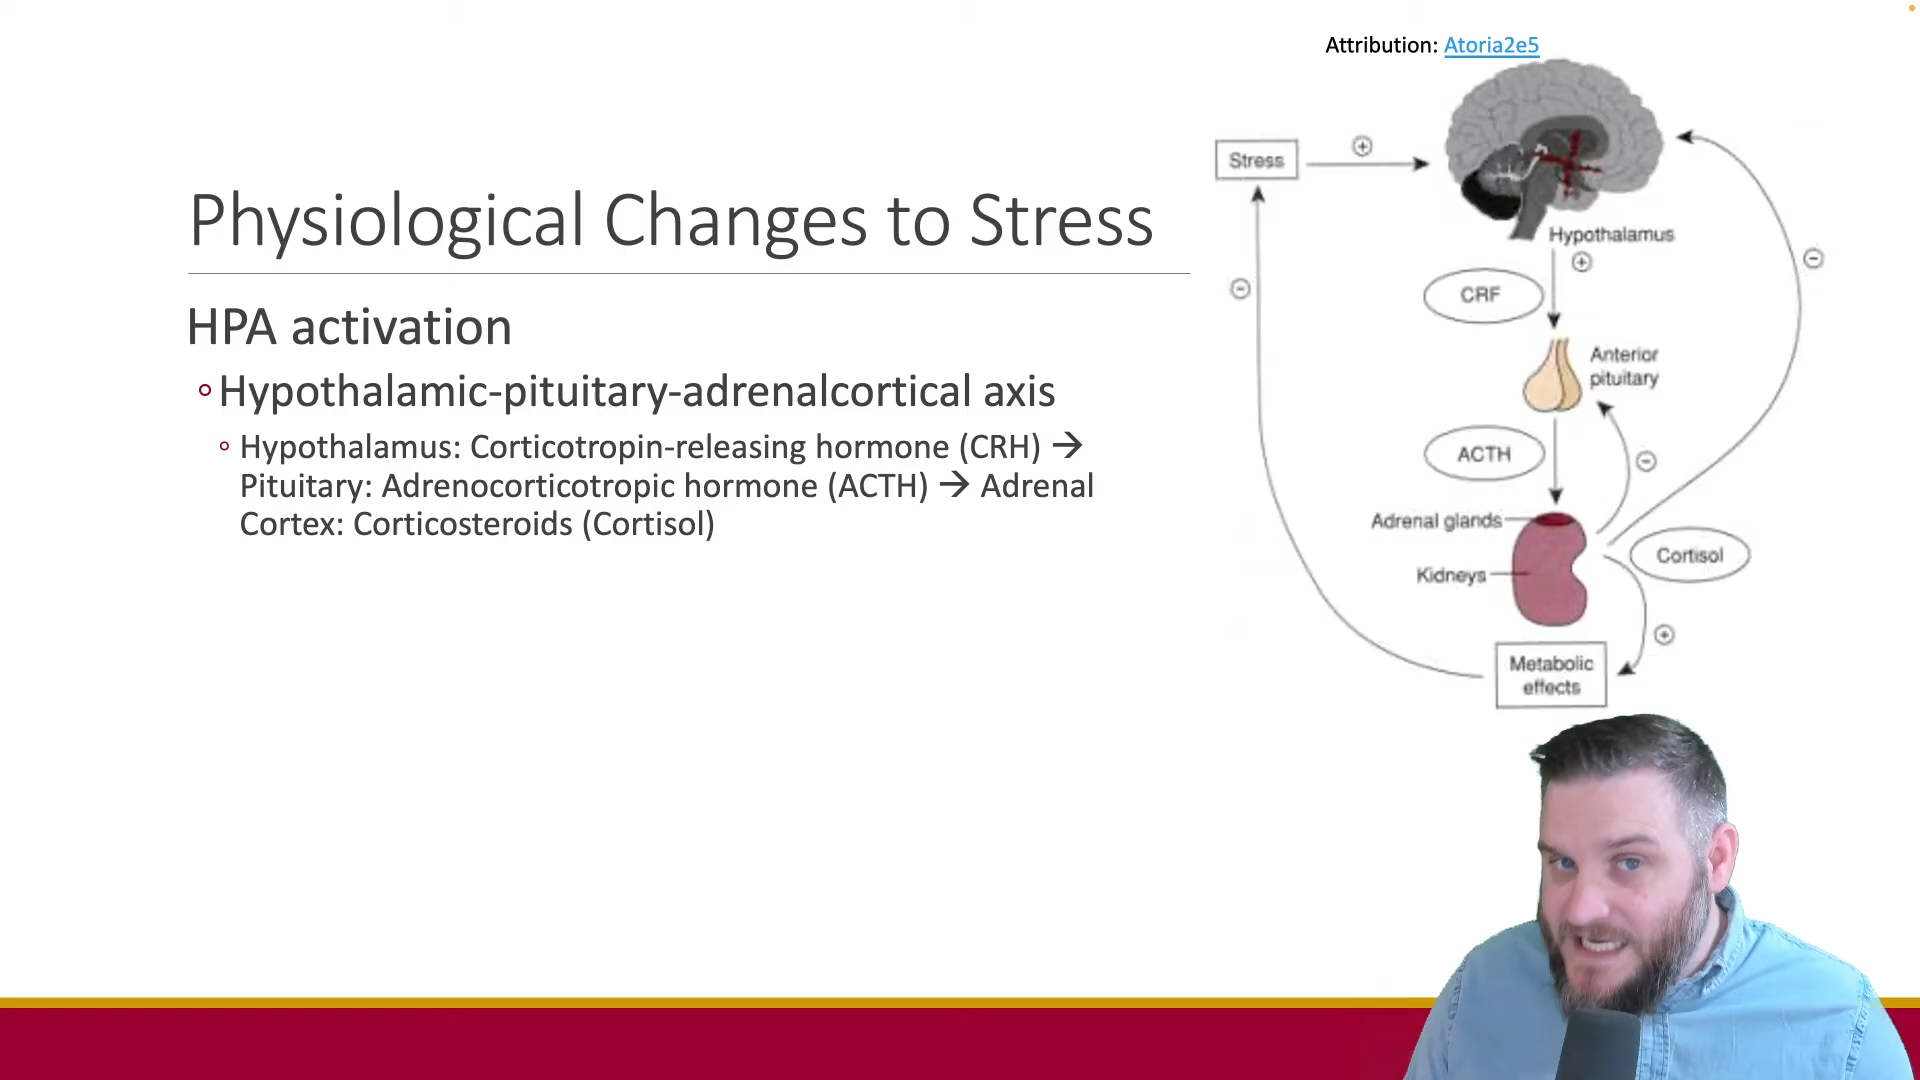 Attribution: Atoria2e5
Physiological Changes to Stress
HPA activation
◦Hypothalamic-pituitary-adrenalcortical axis
◦ Hypothalamus: Corticotropin-releasing hormone (CRH) →
Pituitary: Adrenocorticotropic hormone (ACTH) → Adrenal
Cortex: Corticosteroids (Cortisol)
Stress
+
Hypothalamus
+
−
−
CRF
Anterior
pituitary
ACTH
−
Adrenal glands
Cortisol
Kidneys
+
Metabolic
effects